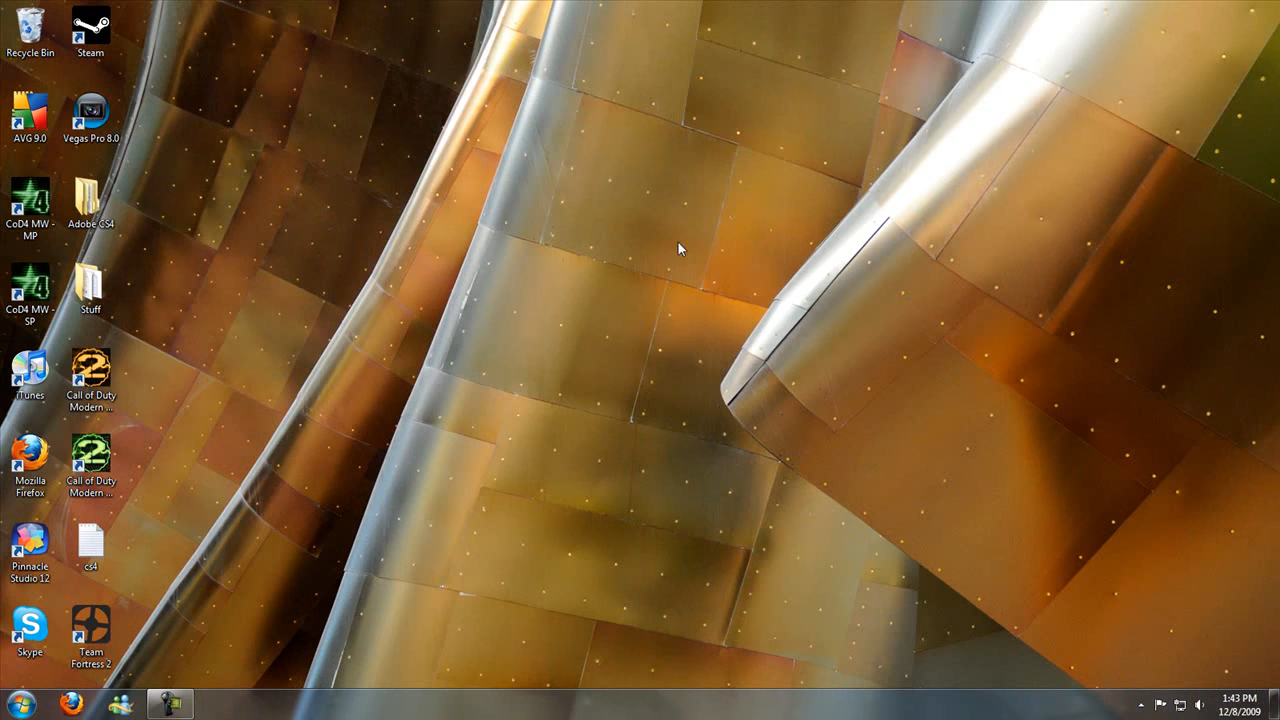 Recycle Bin
Steam
AVG 9.0
Vegas Pro 8.0
CoD4 MW -
MP
Adobe CS4
CoD4 MW -
SP
Stuff
iTunes
Call of Duty
Modern ...
Mozilla
Firefox
Call of Duty
Modern ...
Pinnacle
Studio 12
cs4
Skype
Team
Fortress 2
1:43 PM
12/8/2009